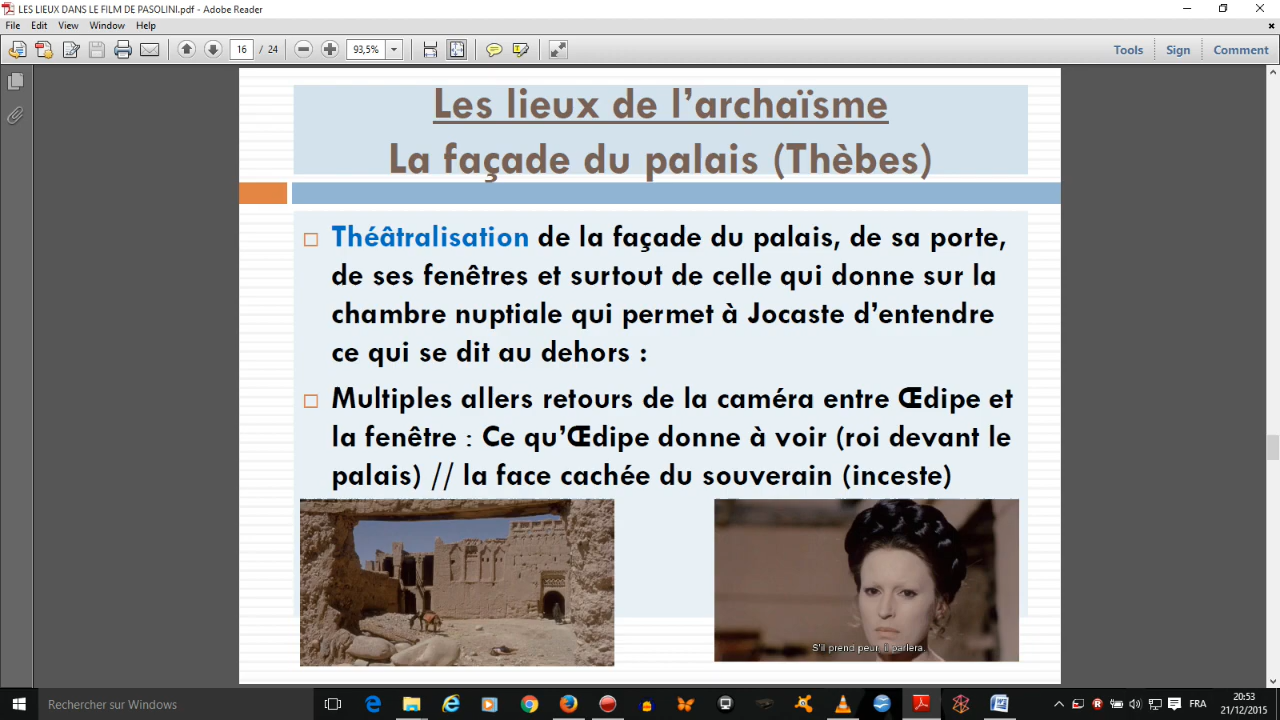 LES LIEUX DANS LE FILM DE PASOLINI.pdf - Adobe Reader
File Edit View Window Help
16 / 24 93,5% Tools Sign Comment
Les lieux de l’archaïsme
La façade du palais (Thèbes)
Théâtralisation de la façade du palais, de sa porte,
de ses fenêtres et surtout de celle qui donne sur la
chambre nuptiale qui permet à Jocaste d’entendre
ce qui se dit au dehors :
Multiples allers retours de la caméra entre Œdipe et
la fenêtre : Ce qu’Œdipe donne à voir (roi devant le
palais) // la face cachée du souverain (inceste)
S'il prend peur, il parlera.
Rechercher sur Windows
FRA
20:53
21/12/2015